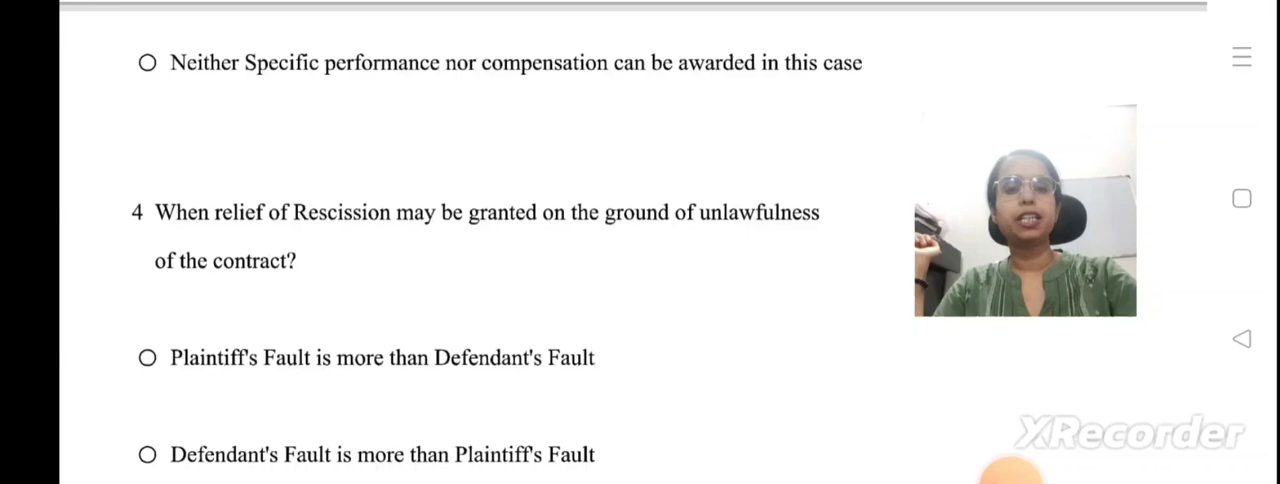 Neither Specific performance nor compensation can be awarded in this case
4 When relief of Rescission may be granted on the ground of unlawfulness
of the contract?
Plaintiff's Fault is more than Defendant's Fault
Defendant's Fault is more than Plaintiff's Fault
XRecorder